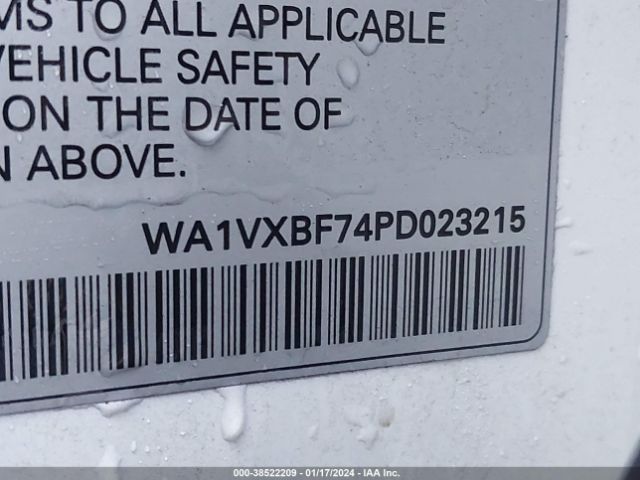 MS TO ALL APPLICABLE
VEHICLE SAFETY
ON THE DATE OF
N ABOVE.
WA1VXBF74PD023215
000-38522209 - 01/17/2024 - IAA Inc.